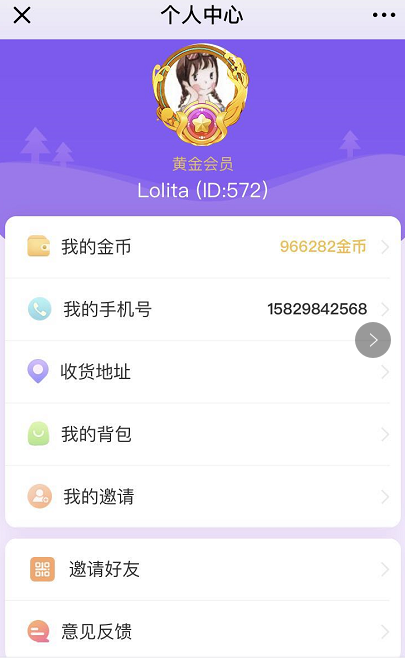 个人中心
黄金会员
Lolita (ID:572)
我的金币 966282金币
我的手机号 15829842568
收货地址
我的背包
我的邀请
邀请好友
意见反馈